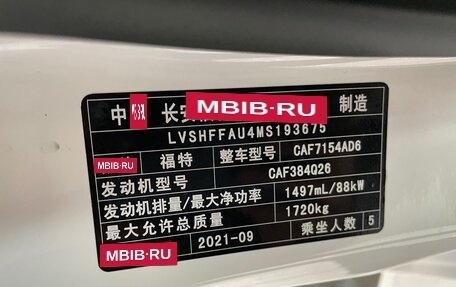 中 长安 MBIB-RU 制造
LVSHFFAU4MS193675
MBIB-RU 福特 整车型号 CAF7154AD6
发动机型号 CAF384Q26
发动机排量/最大净功率 1497mL/88kW
最大允许总质量 1720kg
MBIB-RU 2021-09 乘坐人数 5